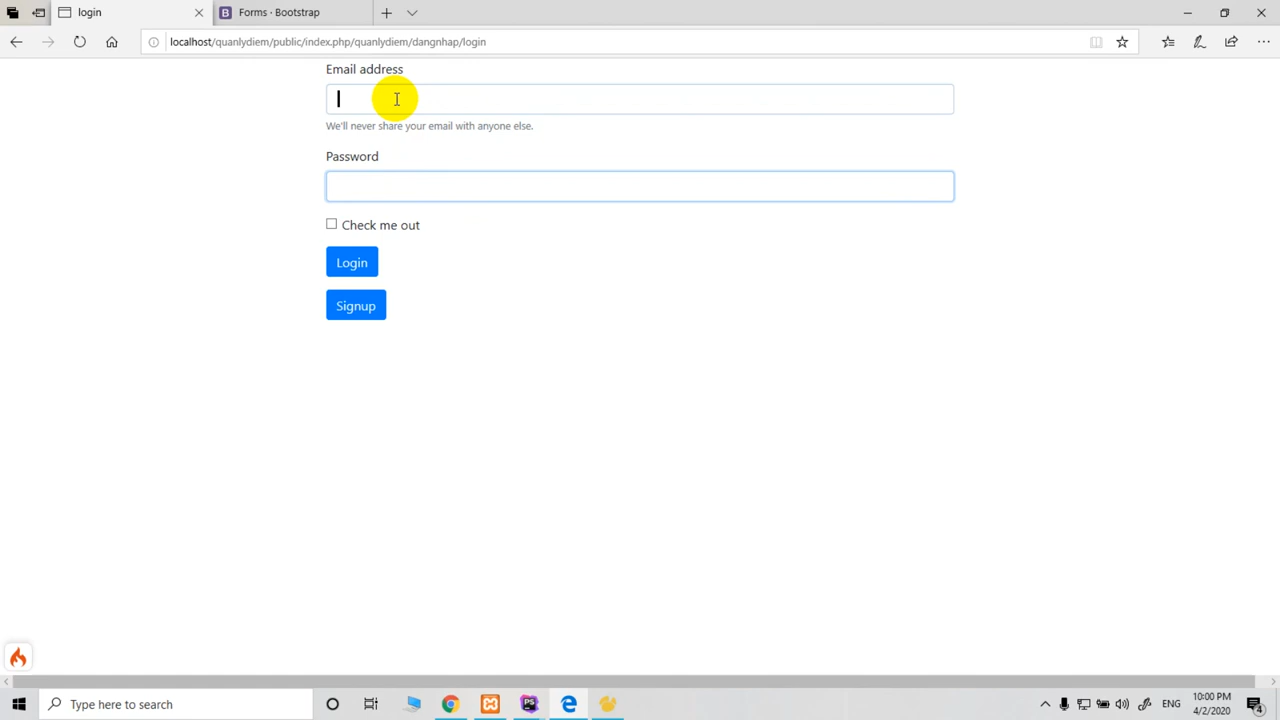 login
Forms · Bootstrap
localhost/quanlydiem/public/index.php/quanlydiem/dangnhap/login
Email address
We'll never share your email with anyone else.
Password
Check me out
Login
Signup
Type here to search
PS
ENG
10:00 PM
4/2/2020
4